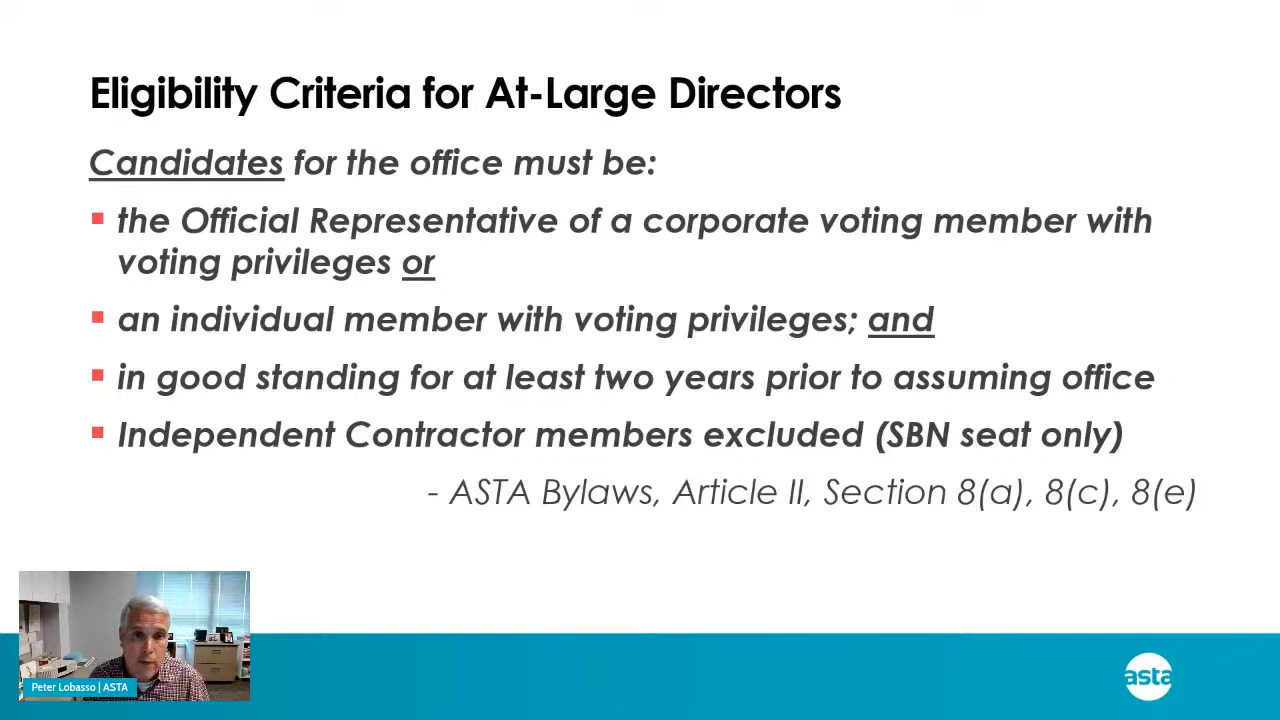 Eligibility Criteria for At-Large Directors
Candidates for the office must be:
▪ the Official Representative of a corporate voting member with
voting privileges or
▪ an individual member with voting privileges; and
▪ in good standing for at least two years prior to assuming office
▪ Independent Contractor members excluded (SBN seat only)
- ASTA Bylaws, Article II, Section 8(a), 8(c), 8(e)
Peter Lobasso | ASTA
asta